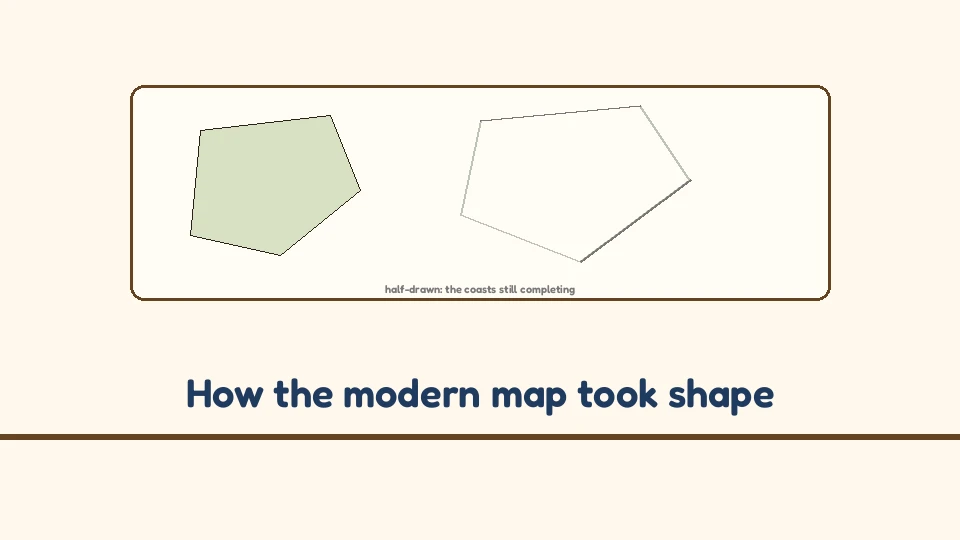 half-drawn: the coasts still completing
How the modern map took shape